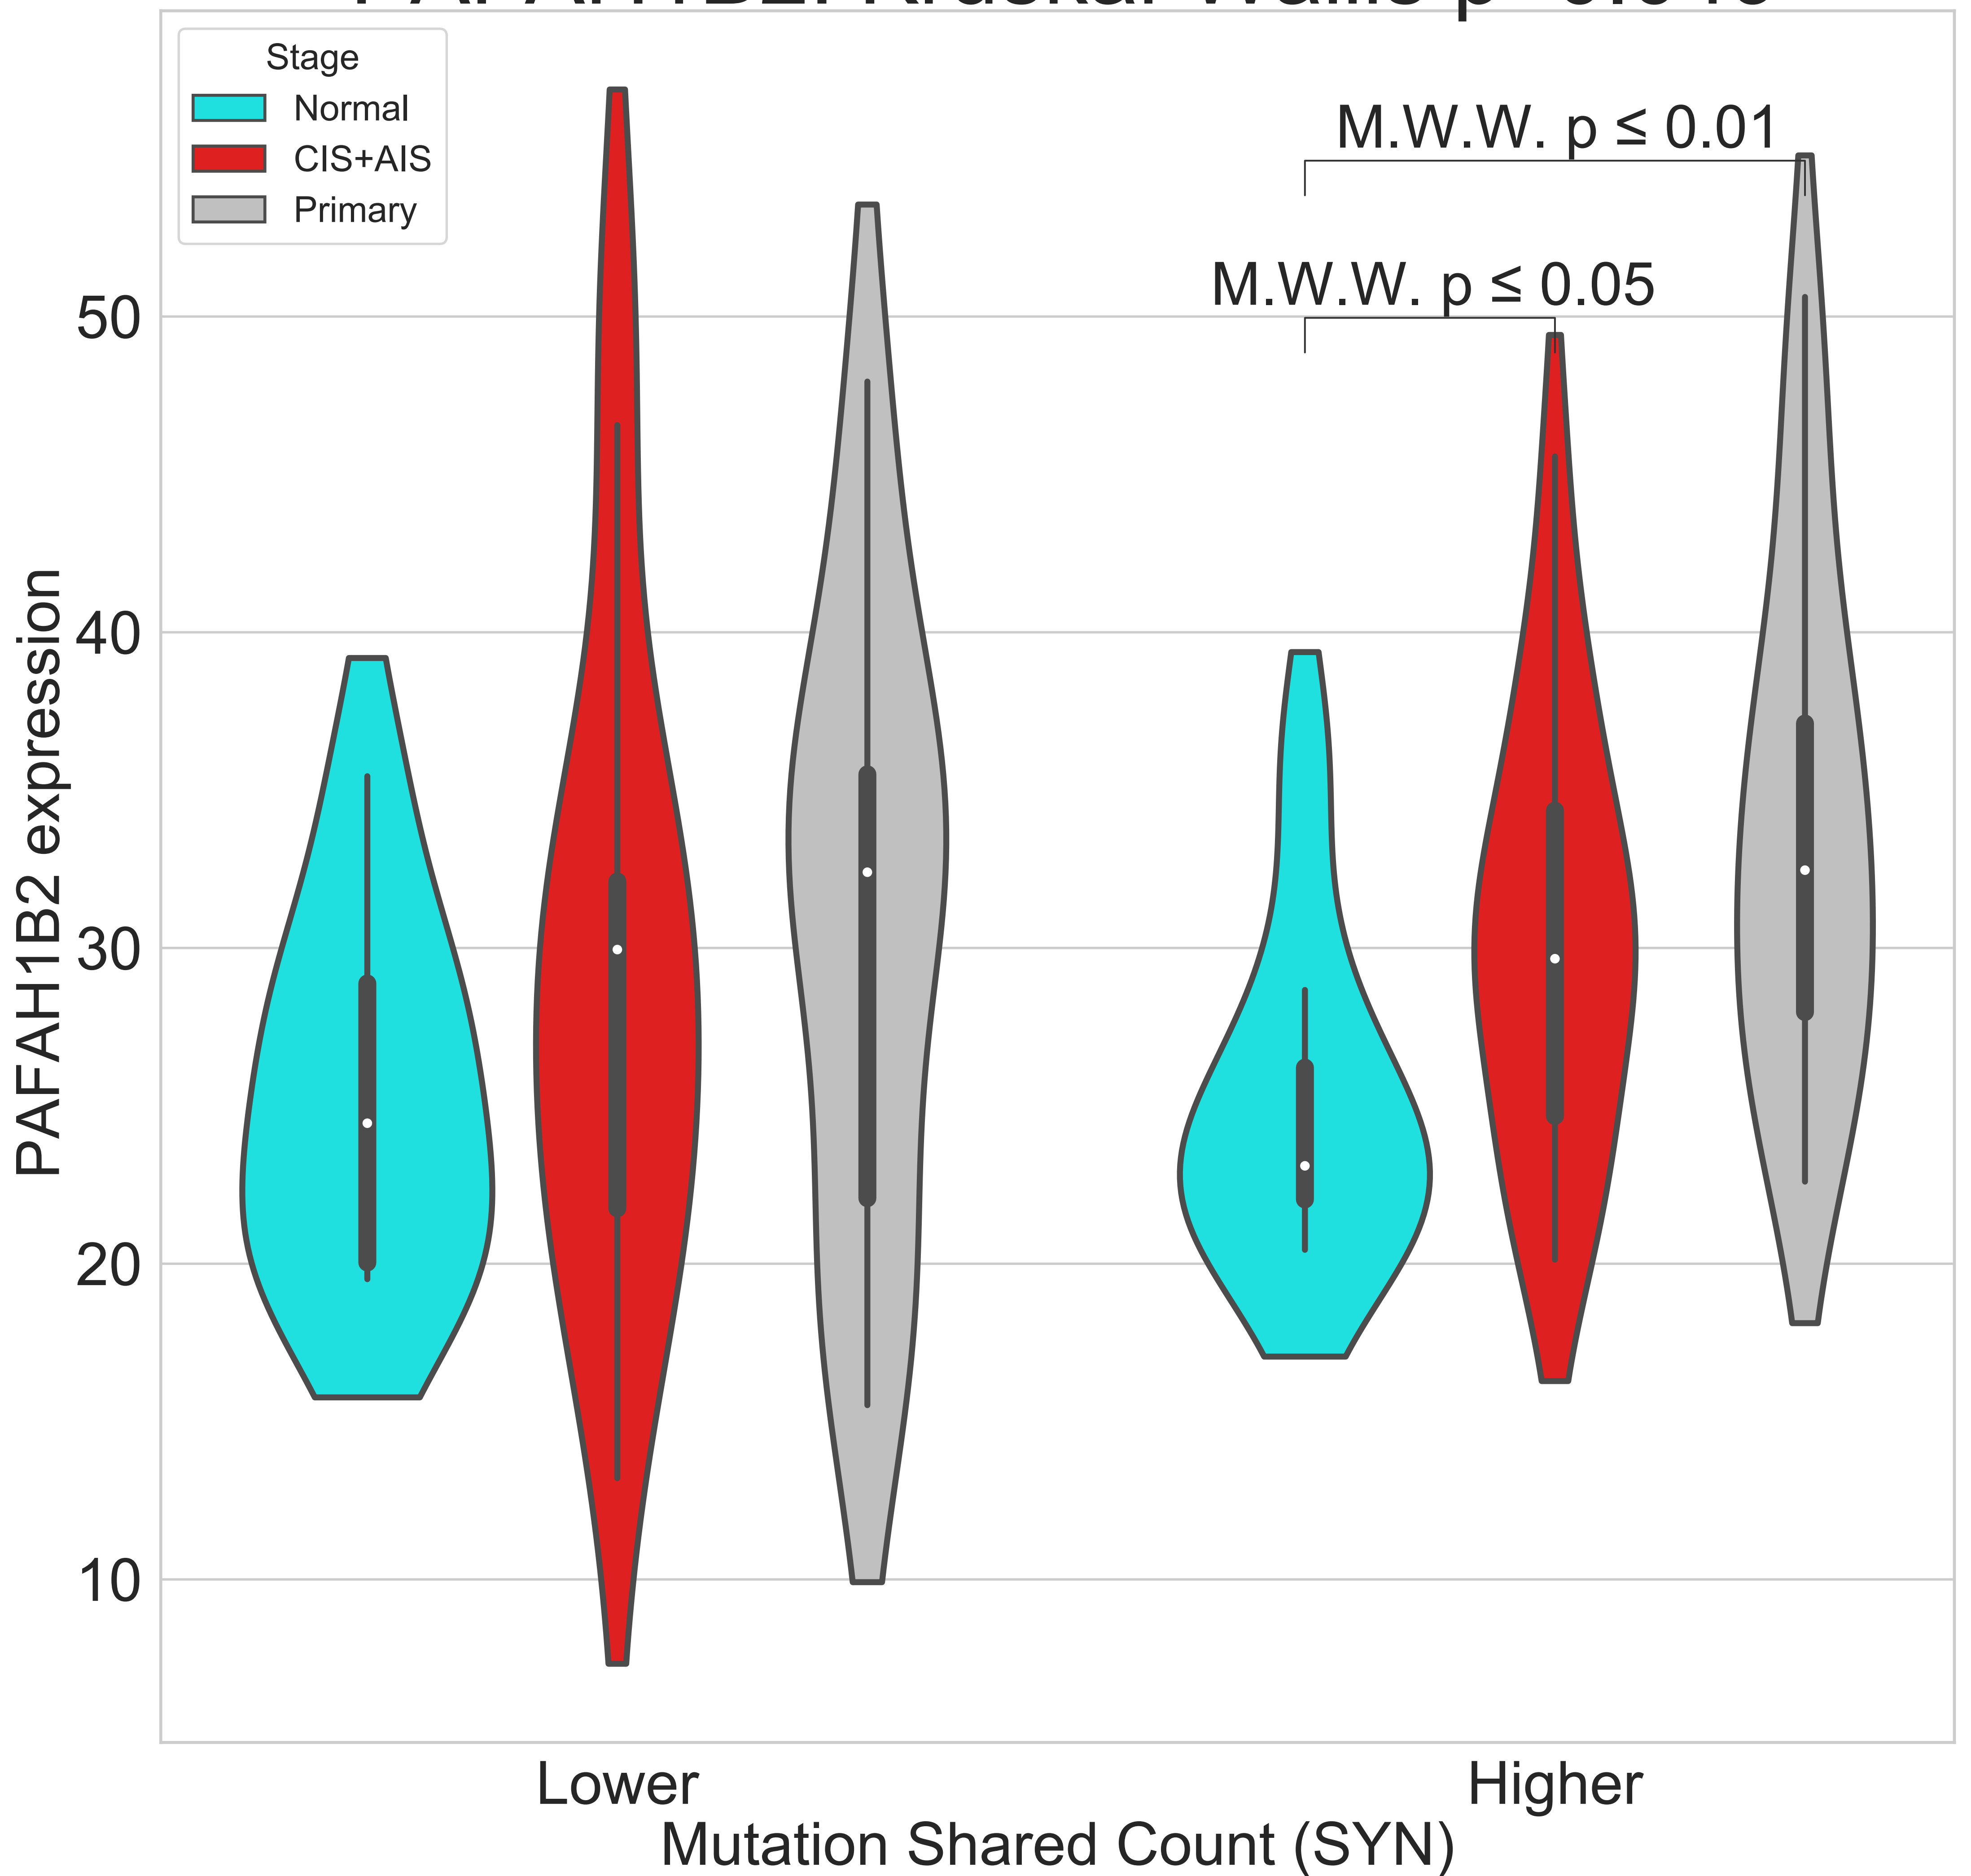 Stage
Normal
CIS+AIS
Primary
M.W.W. p ≤ 0.01
M.W.W. p ≤ 0.05
50
40
30
20
10
PAFAH1B2 expression
Lower
Higher
Mutation Shared Count (SYN)